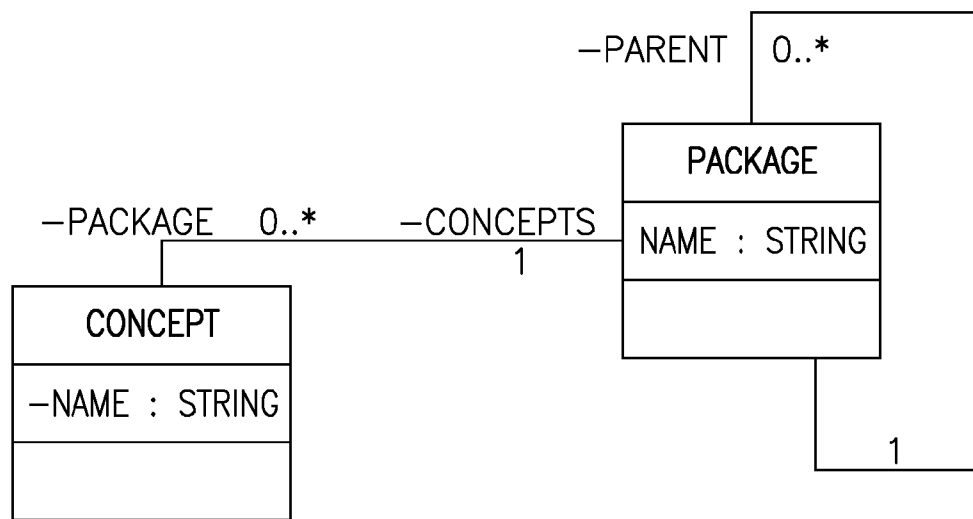 –PARENT 0..*
PACKAGE
–PACKAGE 0..* –CONCEPTS
NAME : STRING
1
CONCEPT
–NAME : STRING
1